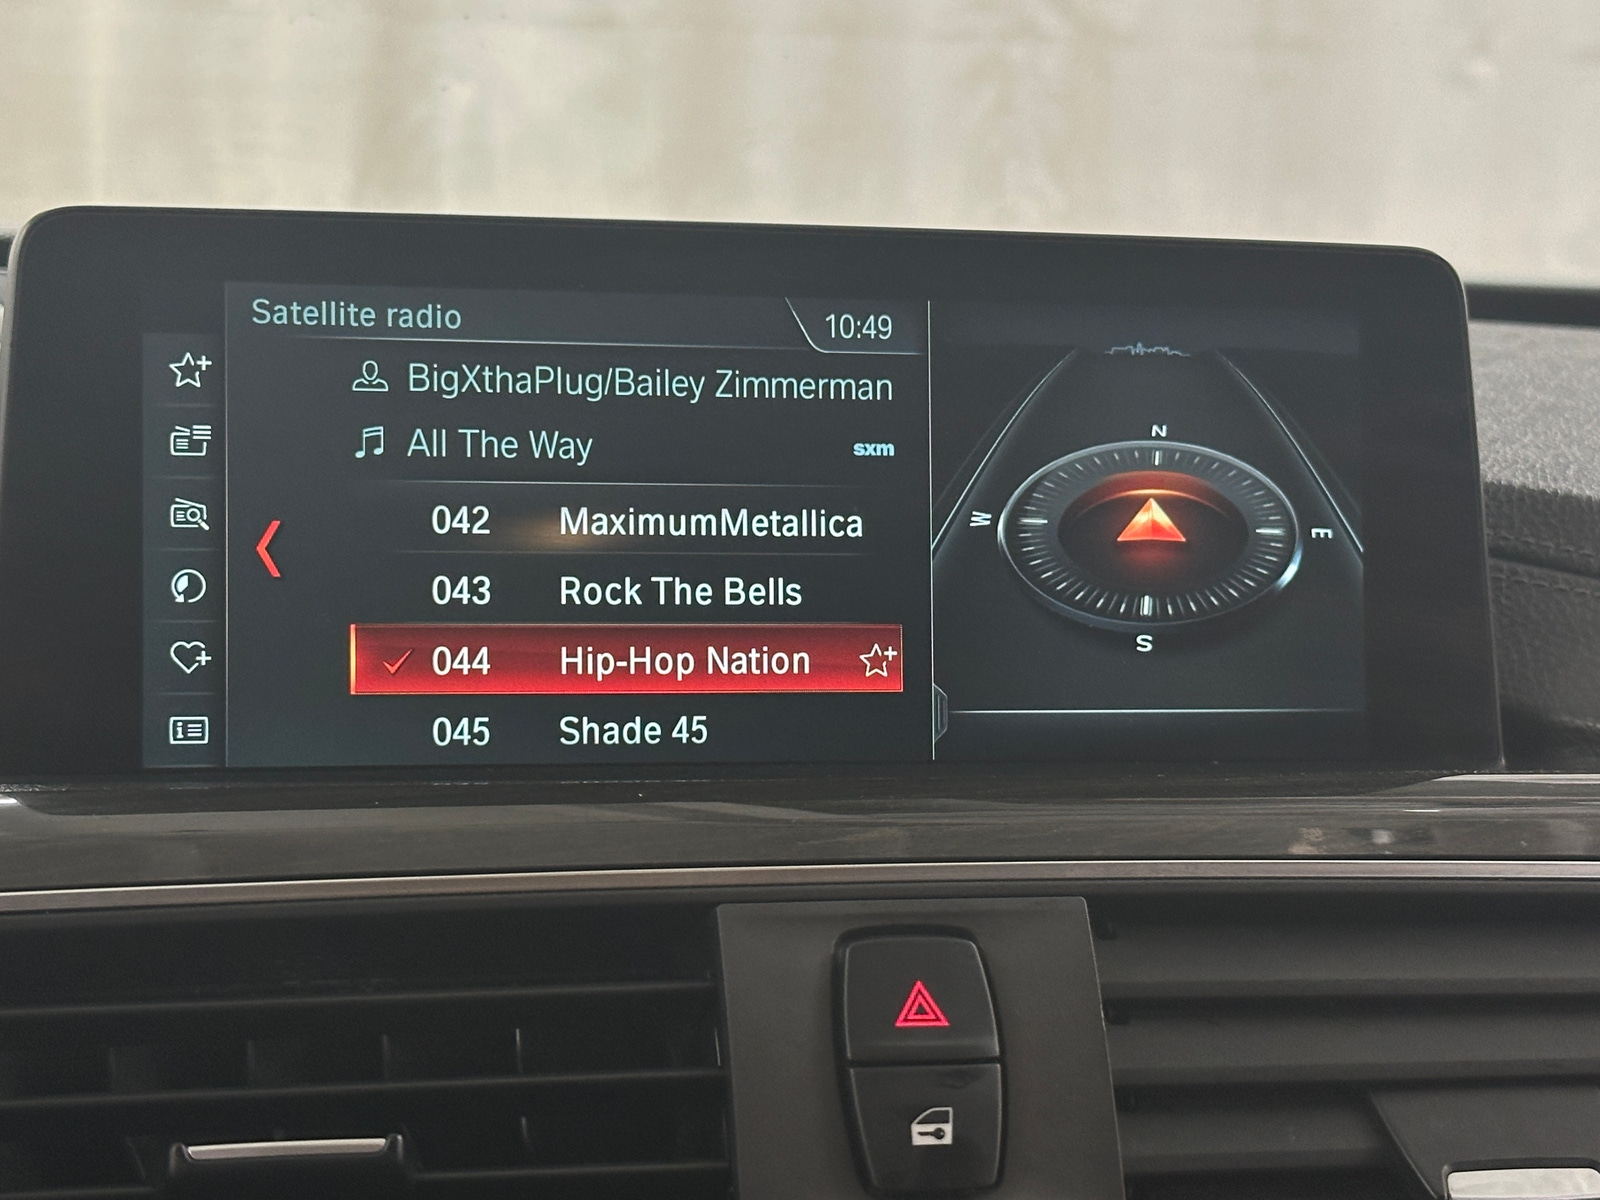 Satellite radio
10:49
BigXthaPlug/Bailey Zimmerman
All The Way
sxm
042 MaximumMetallica
043 Rock The Bells
044 Hip-Hop Nation
045 Shade 45
N
W
E
S